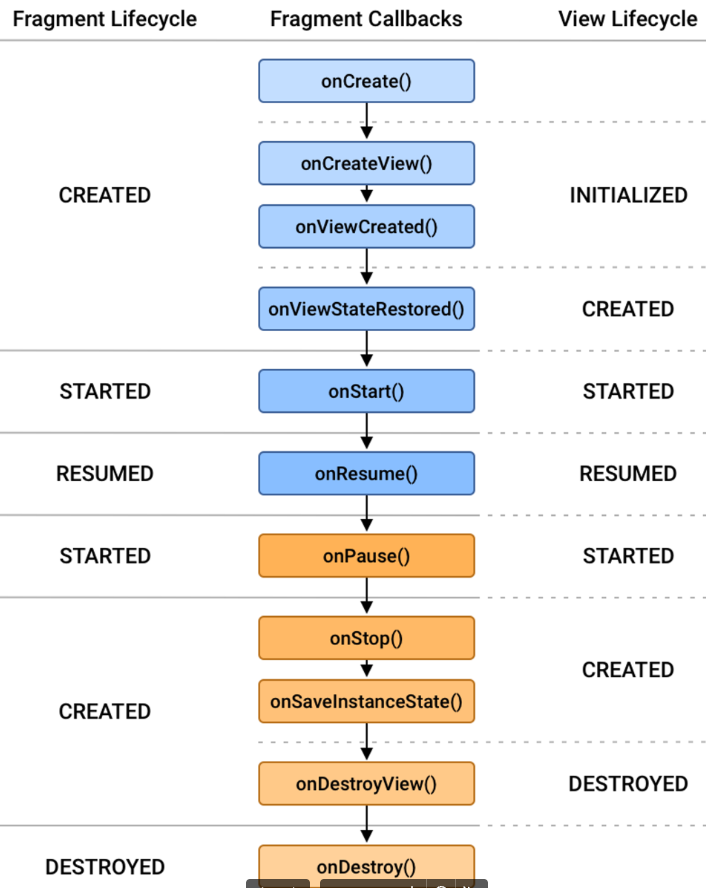 Fragment Lifecycle Fragment Callbacks View Lifecycle
onCreate()
onCreateView()
CREATED INITIALIZED
onViewCreated()
onViewStateRestored() CREATED
STARTED onStart() STARTED
RESUMED onResume() RESUMED
STARTED onPause() STARTED
onStop()
CREATED
onSaveInstanceState()
CREATED
onDestroyView() DESTROYED
DESTROYED onDestroy()